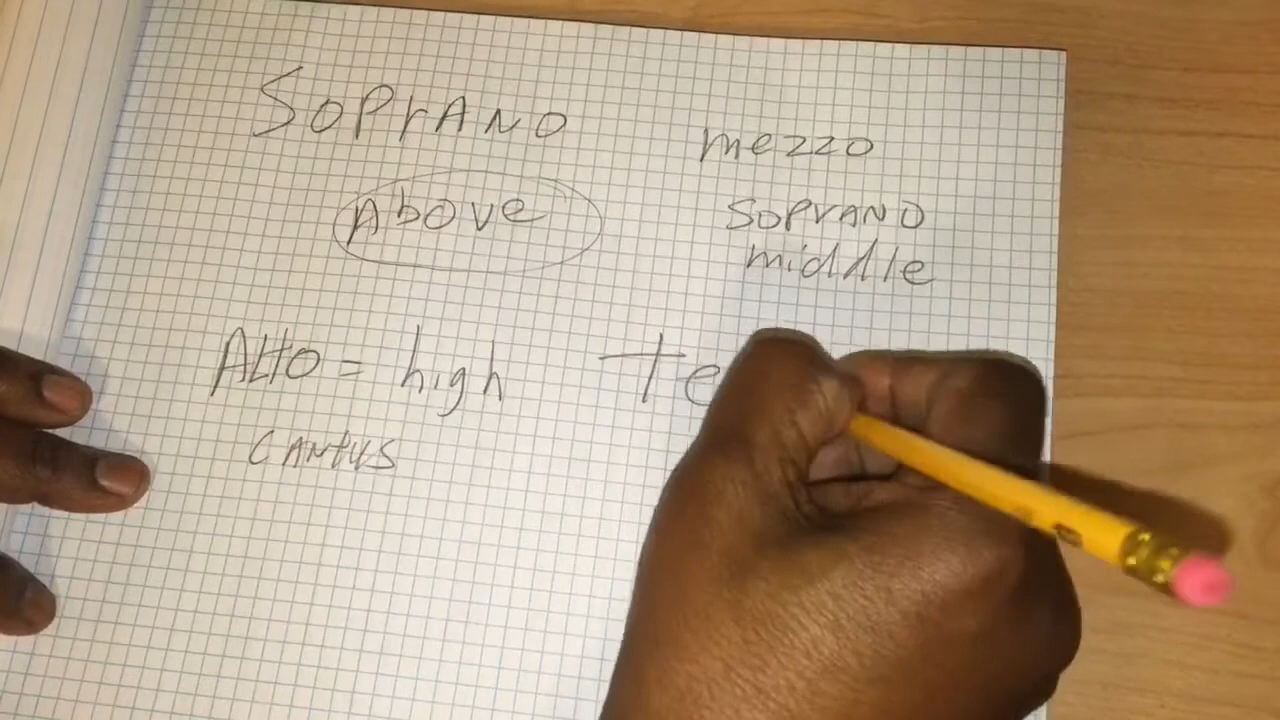 SoPrANO
mezzo
Above
SOPrANO
middle
Alto = high
Te
CANtUS